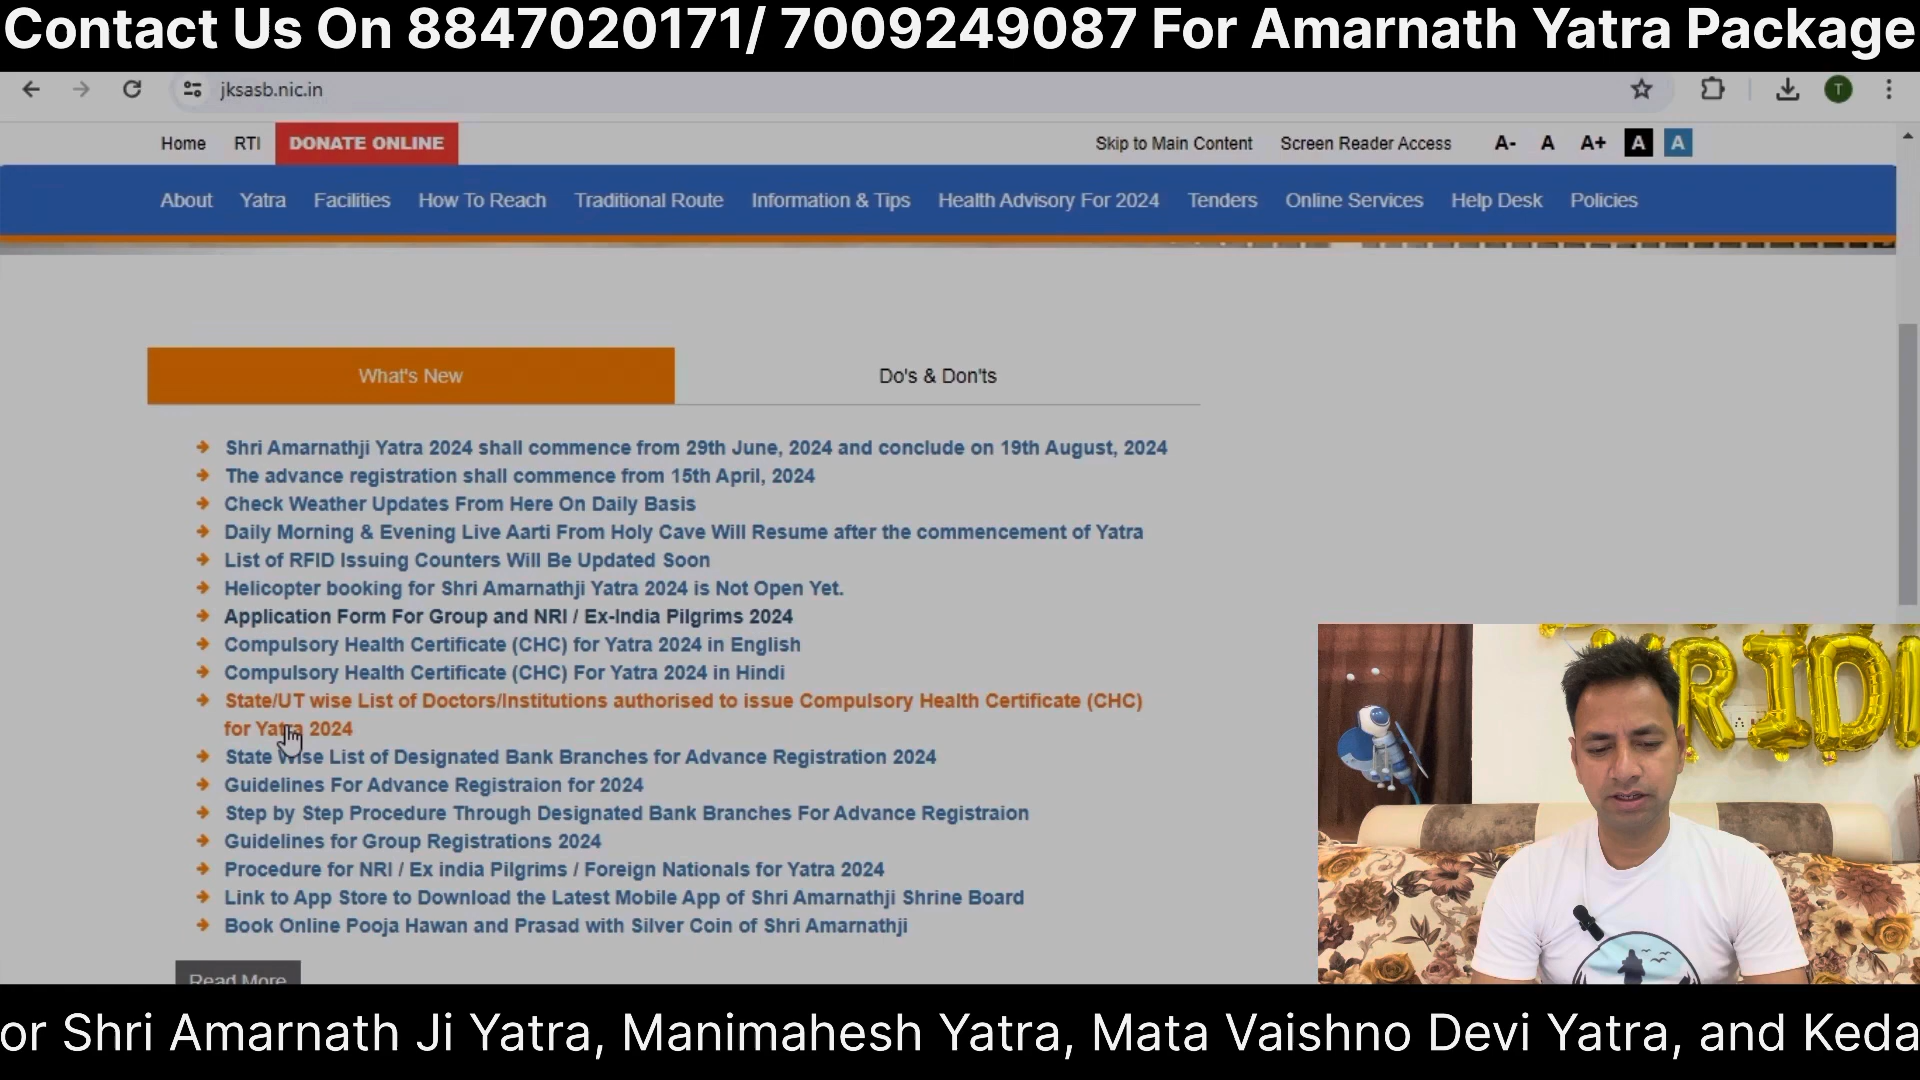 Contact Us On 8847020171/ 7009249087 For Amarnath Yatra Package
jksasb.nic.in
T
Home RTI DONATE ONLINE Skip to Main Content Screen Reader Access A- A A+ A A
About Yatra Facilities How To Reach Traditional Route Information & Tips Health Advisory For 2024 Tenders Online Services Help Desk Policies
What's New Do's & Don'ts
Shri Amarnathji Yatra 2024 shall commence from 29th June, 2024 and conclude on 19th August, 2024
The advance registration shall commence from 15th April, 2024
Check Weather Updates From Here On Daily Basis
Daily Morning & Evening Live Aarti From Holy Cave Will Resume after the commencement of Yatra
List of RFID Issuing Counters Will Be Updated Soon
Helicopter booking for Shri Amarnathji Yatra 2024 is Not Open Yet.
Application Form For Group and NRI / Ex-India Pilgrims 2024
Compulsory Health Certificate (CHC) for Yatra 2024 in English
Compulsory Health Certificate (CHC) For Yatra 2024 in Hindi
State/UT wise List of Doctors/Institutions authorised to issue Compulsory Health Certificate (CHC)
for Yatra 2024
State Wise List of Designated Bank Branches for Advance Registration 2024
Guidelines For Advance Registraion for 2024
Step by Step Procedure Through Designated Bank Branches For Advance Registraion
Guidelines for Group Registrations 2024
Procedure for NRI / Ex india Pilgrims / Foreign Nationals for Yatra 2024
Link to App Store to Download the Latest Mobile App of Shri Amarnathji Shrine Board
Book Online Pooja Hawan and Prasad with Silver Coin of Shri Amarnathji
Read More
RIDI
or Shri Amarnath Ji Yatra, Manimahesh Yatra, Mata Vaishno Devi Yatra, and Keda